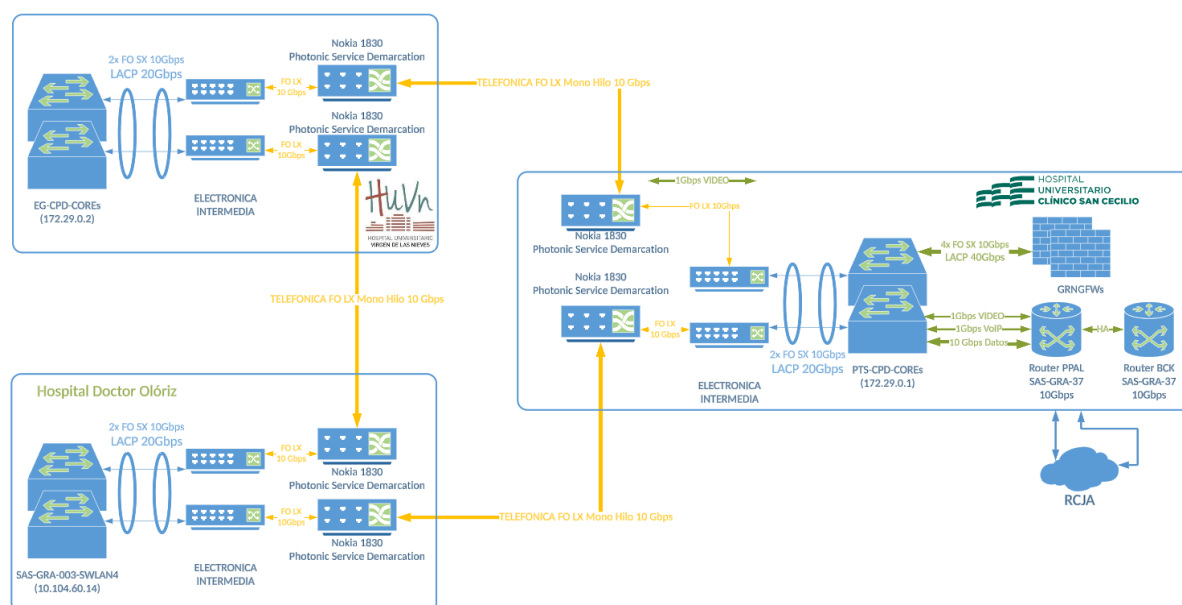 Nokia 1830
Photonic Service Demarcation
2x FO SX 10Gbps
LACP 20Gbps
FO LX
10 Gbps
TELEFONICA FO LX Mono Hilo 10 Gbps
Nokia 1830
Photonic Service Demarcation
FO LX
10Gbps
EG-CPD-COREs
(172.29.0.2)
ELECTRONICA
INTERMEDIA
HuVn
HOSPITAL UNIVERSITARIO
VIRGEN DE LAS NIEVES
TELEFONICA FO LX Mono Hilo 10 Gbps
1Gbps VIDEO
HOSPITAL
UNIVERSITARIO
CLÍNICO SAN CECILIO
FO LX 10Gbps
Nokia 1830
Photonic Service Demarcation
Nokia 1830
Photonic Service Demarcation
4x FO SX 10Gbps
LACP 40Gbps
GRNGFWs
FO LX
10 Gbps
1Gbps VIDEO
1Gbps VoIP
10 Gbps Datos
HA
2x FO SX 10Gbps
LACP 20Gbps
ELECTRONICA
INTERMEDIA
PTS-CPD-COREs
(172.29.0.1)
Router PPAL
SAS-GRA-37
10Gbps
Router BCK
SAS-GRA-37
10Gbps
RCJA
Hospital Doctor Olóriz
2x FO SX 10Gbps
LACP 20Gbps
FO LX
10 Gbps
Nokia 1830
Photonic Service Demarcation
FO LX
10Gbps
TELEFONICA FO LX Mono Hilo 10 Gbps
Nokia 1830
Photonic Service Demarcation
SAS-GRA-003-SWLAN4
(10.104.60.14)
ELECTRONICA
INTERMEDIA